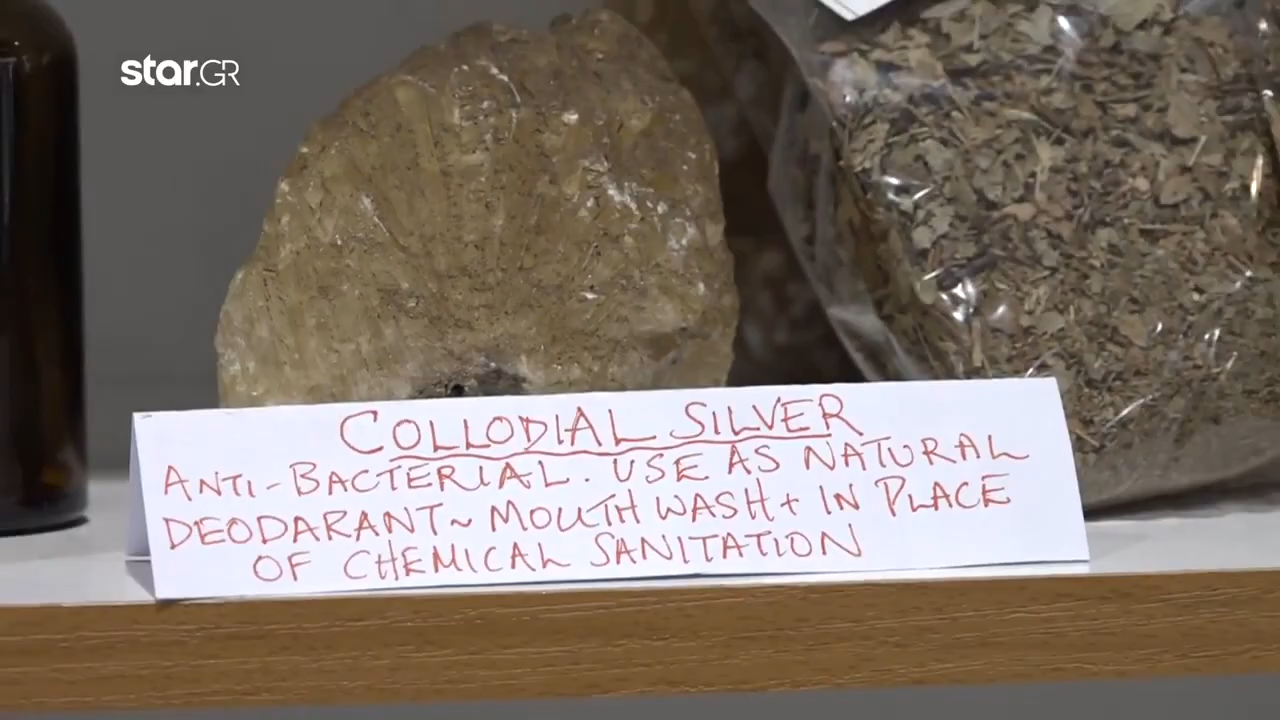 star.GR
COLLODIAL SILVER
ANTI-BACTERIAL. USE AS NATURAL
DEODARANT~ MOUTH WASH + IN PLACE
OF CHEMICAL SANITATION